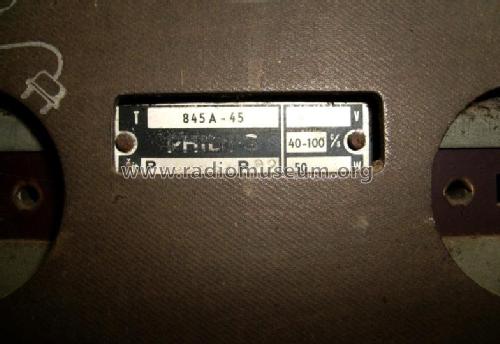 T 845A-45 V
PHILIPS 40-100 %
R R 50 W
www.radiomuseum.org